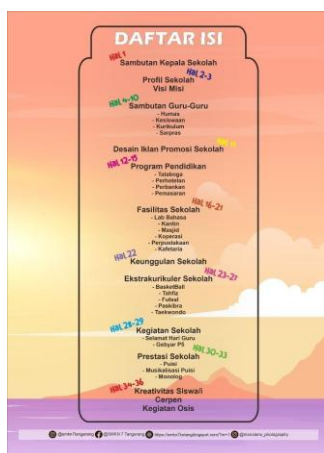 DAFTAR ISI
HAL 1
Sambutan Kepala Sekolah
HAL 2-3
Profil Sekolah
Visi Misi
HAL 4-10
Sambutan Guru-Guru
- Humas
- Kesiswaan
- Kurikulum
- Sarpras
Desain Iklan Promosi Sekolah
HAL 12-15
Program Pendidikan
- Tataboga
- Perhotelan
- Perbankan
- Pemasaran
HAL 16-21
Fasilitas Sekolah
- Lab Bahasa
- Kantin
- Masjid
- Koperasi
- Perpustakaan
- Kafetaria
HAL 22
Keunggulan Sekolah
HAL 23-27
Ekstrakurikuler Sekolah
- BasketBall
- Tahfiz
- Futsal
- Paskibra
- Taekwondo
HAL 28-29
Kegiatan Sekolah
- Selamat Hari Guru
- Gebyar P5
HAL 30-33
Prestasi Sekolah
- Puisi
- Musikalisasi Puisi
- Monolog
HAL 34-36
Kreativitas Siswa/i
Cerpen
Kegiatan Osis